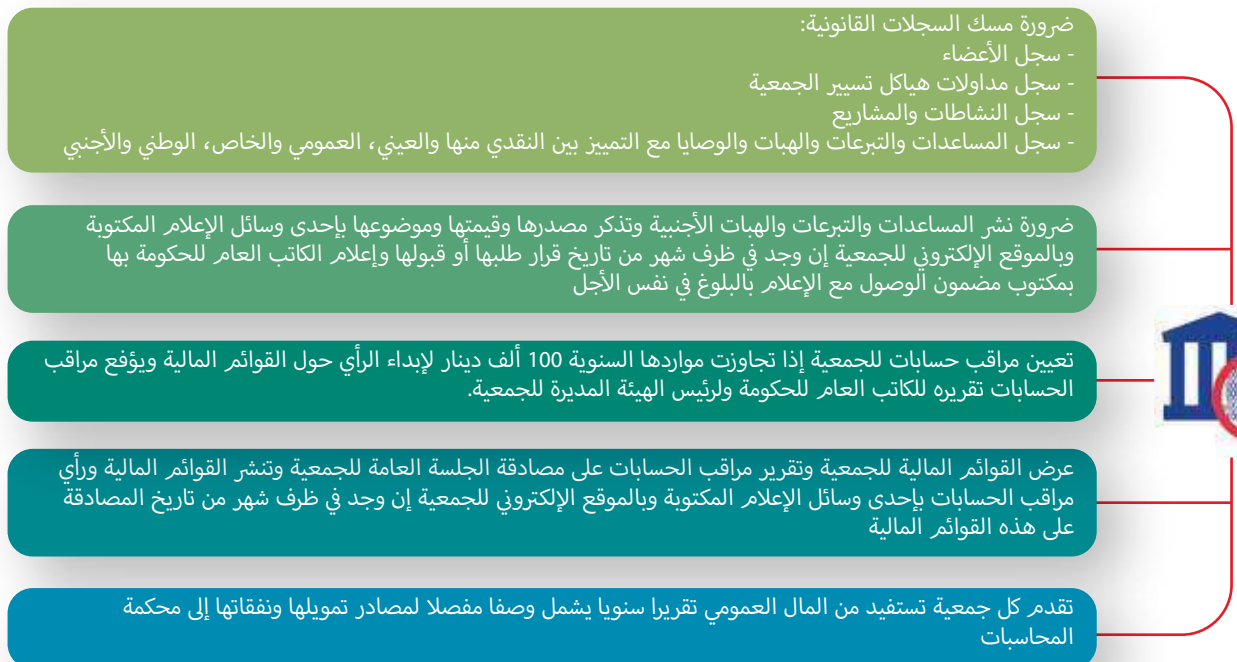 ضرورة مسك السجلات القانونية:
- سجل الأعضاء
- سجل مداولات هياكل تسيير الجمعية
- سجل النشاطات والمشاريع
- سجل المساعدات والتبرعات والهبات والوصايا مع التمييز بين النقدي منها والعيني، العمومي والخاص، الوطني والأجنبي
ضرورة نشر المساعدات والتبرعات والهبات الأجنبية وتذكر مصدرها وقيمتها وموضوعها بإحدى وسائل الإعلام المكتوبة
وبالموقع الإلكتروني للجمعية إن وجد في ظرف شهر من تاريخ قرار طلبها أو قبولها وإعلام الكاتب العام للحكومة بها
بمكتوب مضمون الوصول مع الإعلام بالبلوغ في نفس الأجل
تعيين مراقب حسابات للجمعية إذا تجاوزت مواردها السنوية 100 ألف دينار لإبداء الرأي حول القوائم المالية ويؤفع مراقب
الحسابات تقريره للكاتب العام للحكومة ولرئيس الهيئة المديرة للجمعية.
عرض القوائم المالية للجمعية وتقرير مراقب الحسابات على مصادقة الجلسة العامة للجمعية وتنشر القوائم المالية ورأي
مراقب الحسابات بإحدى وسائل الإعلام المكتوبة وبالموقع الإلكتروني للجمعية إن وجد في ظرف شهر من تاريخ المصادقة
على هذه القوائم المالية
تقدم كل جمعية تستفيد من المال العمومي تقريرا سنويا يشمل وصفا مفصلا لمصادر تمويلها ونفقاتها إلى محكمة
المحاسبات